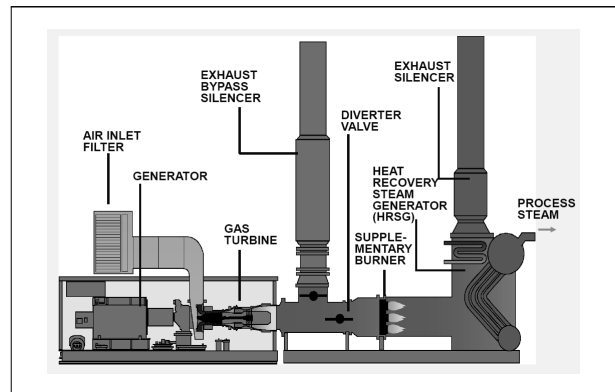 EXHAUST
BYPASS
SILENCER
EXHAUST
SILENCER
DIVERTER
VALVE
AIR INLET
FILTER
GENERATOR
HEAT
RECOVERY
STEAM
GENERATOR
(HRSG)
PROCESS
STEAM
GAS
TURBINE
SUPPLE-
MENTARY
BURNER